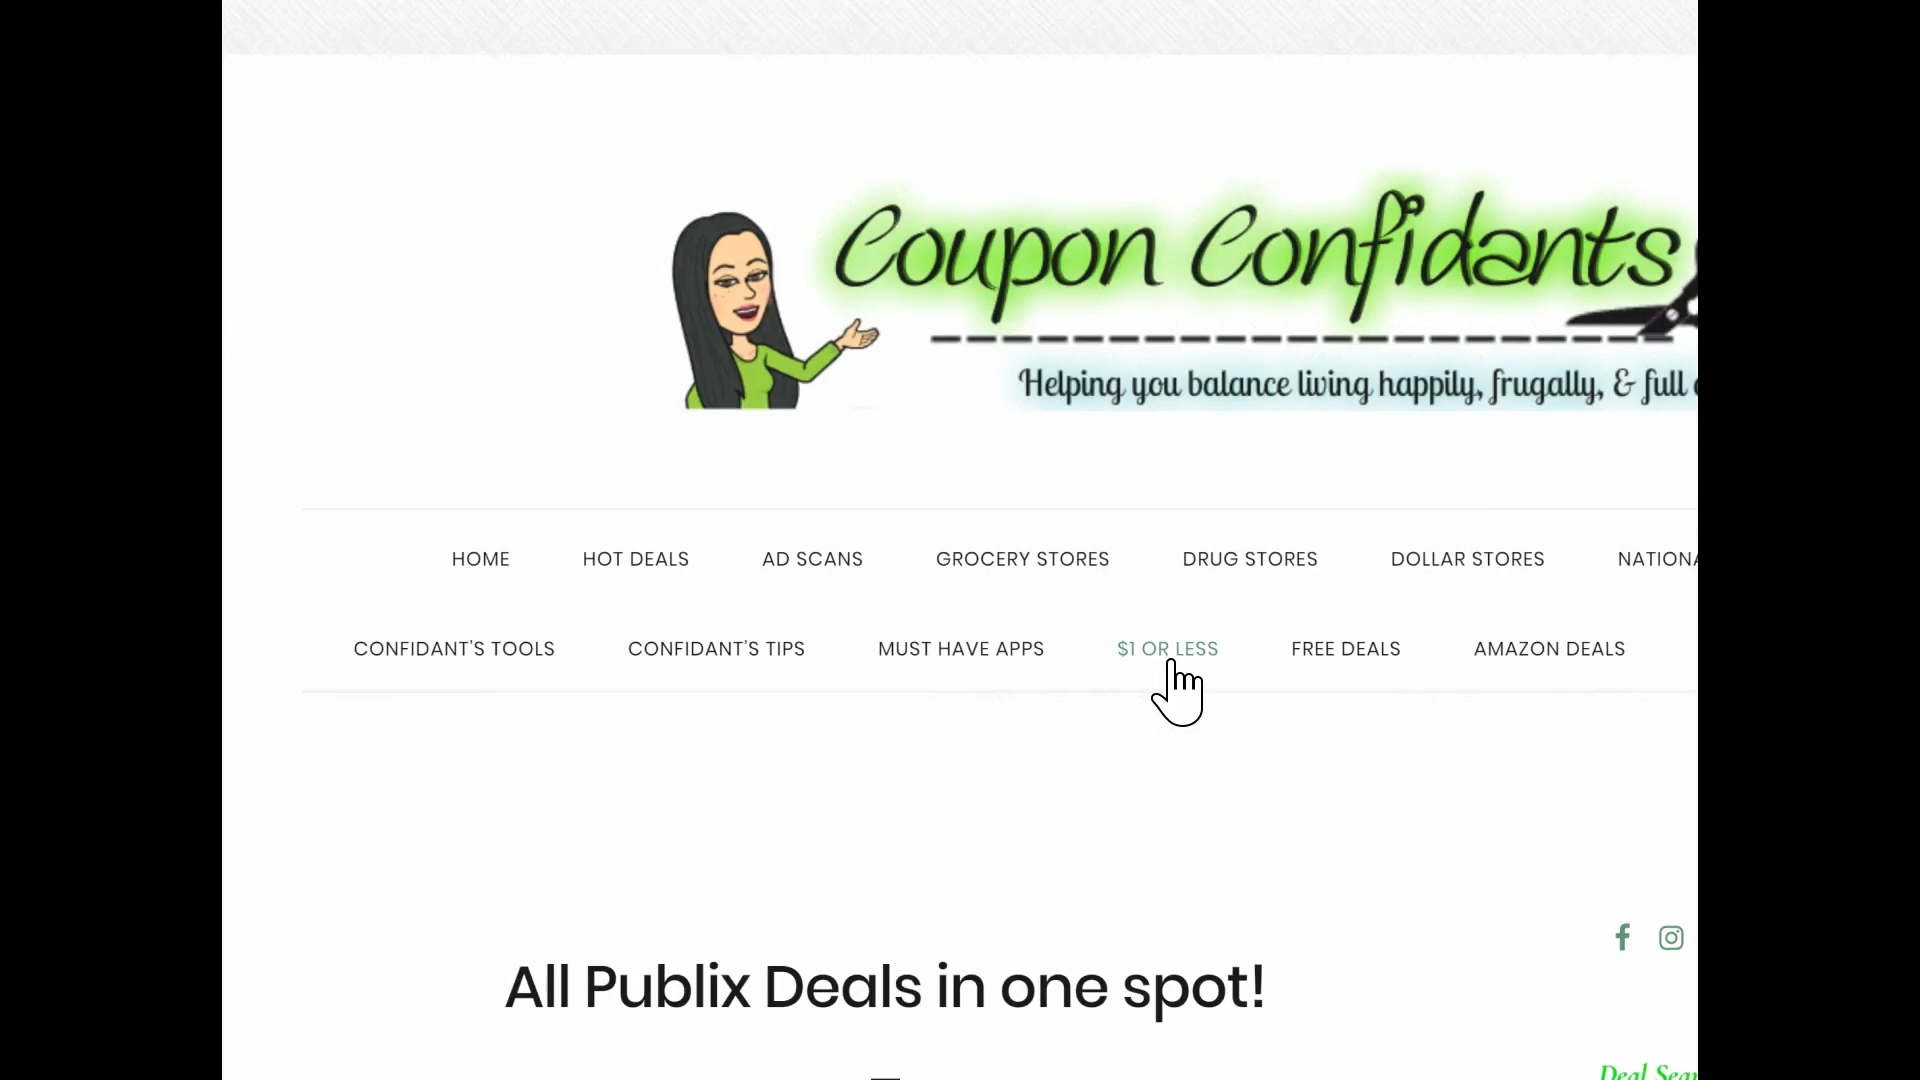 Coupon Confidants
Helping you balance living happily, frugally, & full
HOME HOT DEALS AD SCANS GROCERY STORES DRUG STORES DOLLAR STORES
CONFIDANT'S TOOLS CONFIDANT'S TIPS MUST HAVE APPS $1 OR LESS FREE DEALS AMAZON DEALS
All Publix Deals in one spot!
Deal